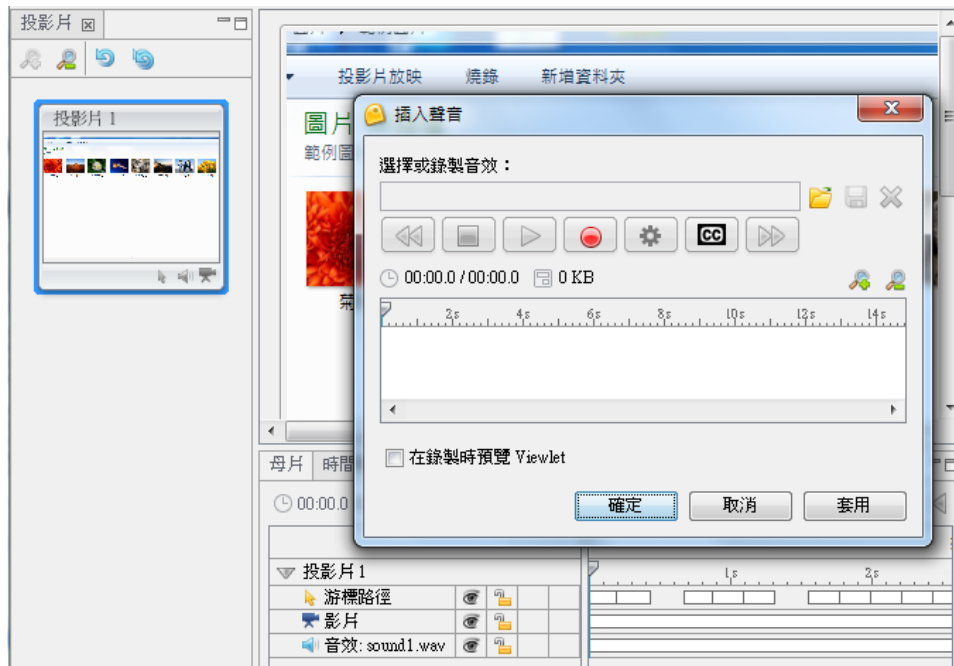 投影片
投影片 1
投影片放映 燒錄 新增資料夾
圖片
範例圖
插入聲音
選擇或錄製音效：
CC
00:00.0 / 00:00.0 0 KB
2s 4s 6s 8s 10s 12s 14s
菊
在錄製時預覽 Viewlet
確定 取消 套用
母片 時間
00:00.0
投影片 1
1s 2s
游標路徑
影片
音效: sound1.wav